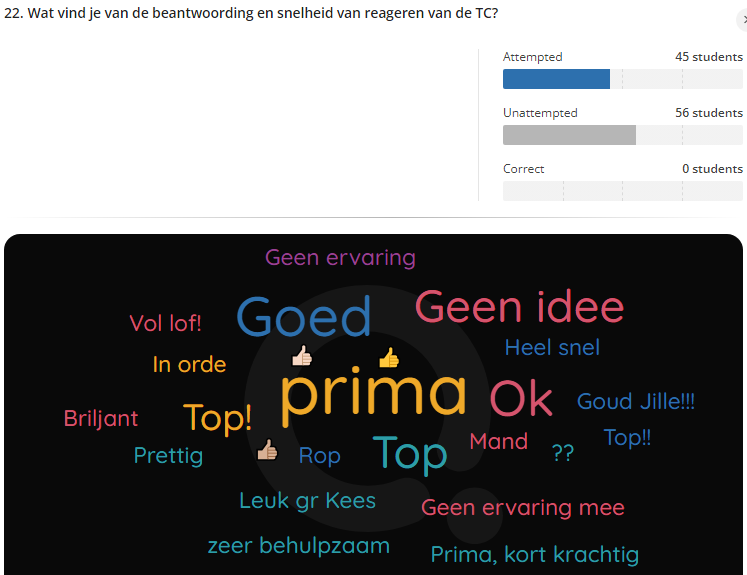 22. Wat vind je van de beantwoording en snelheid van reageren van de TC?
Attempted 45 students
Unattempted 56 students
Correct 0 students
Geen ervaring
Geen idee
Goed
Vol lof!
Heel snel
In orde
👍🏻 👍
prima
Ok
Goud Jille!!!
Briljant
Top!
Top!!
Mand
??
Prettig
👍🏽
Rop
Top
Leuk gr Kees
Geen ervaring mee
zeer behulpzaam
Prima, kort krachtig